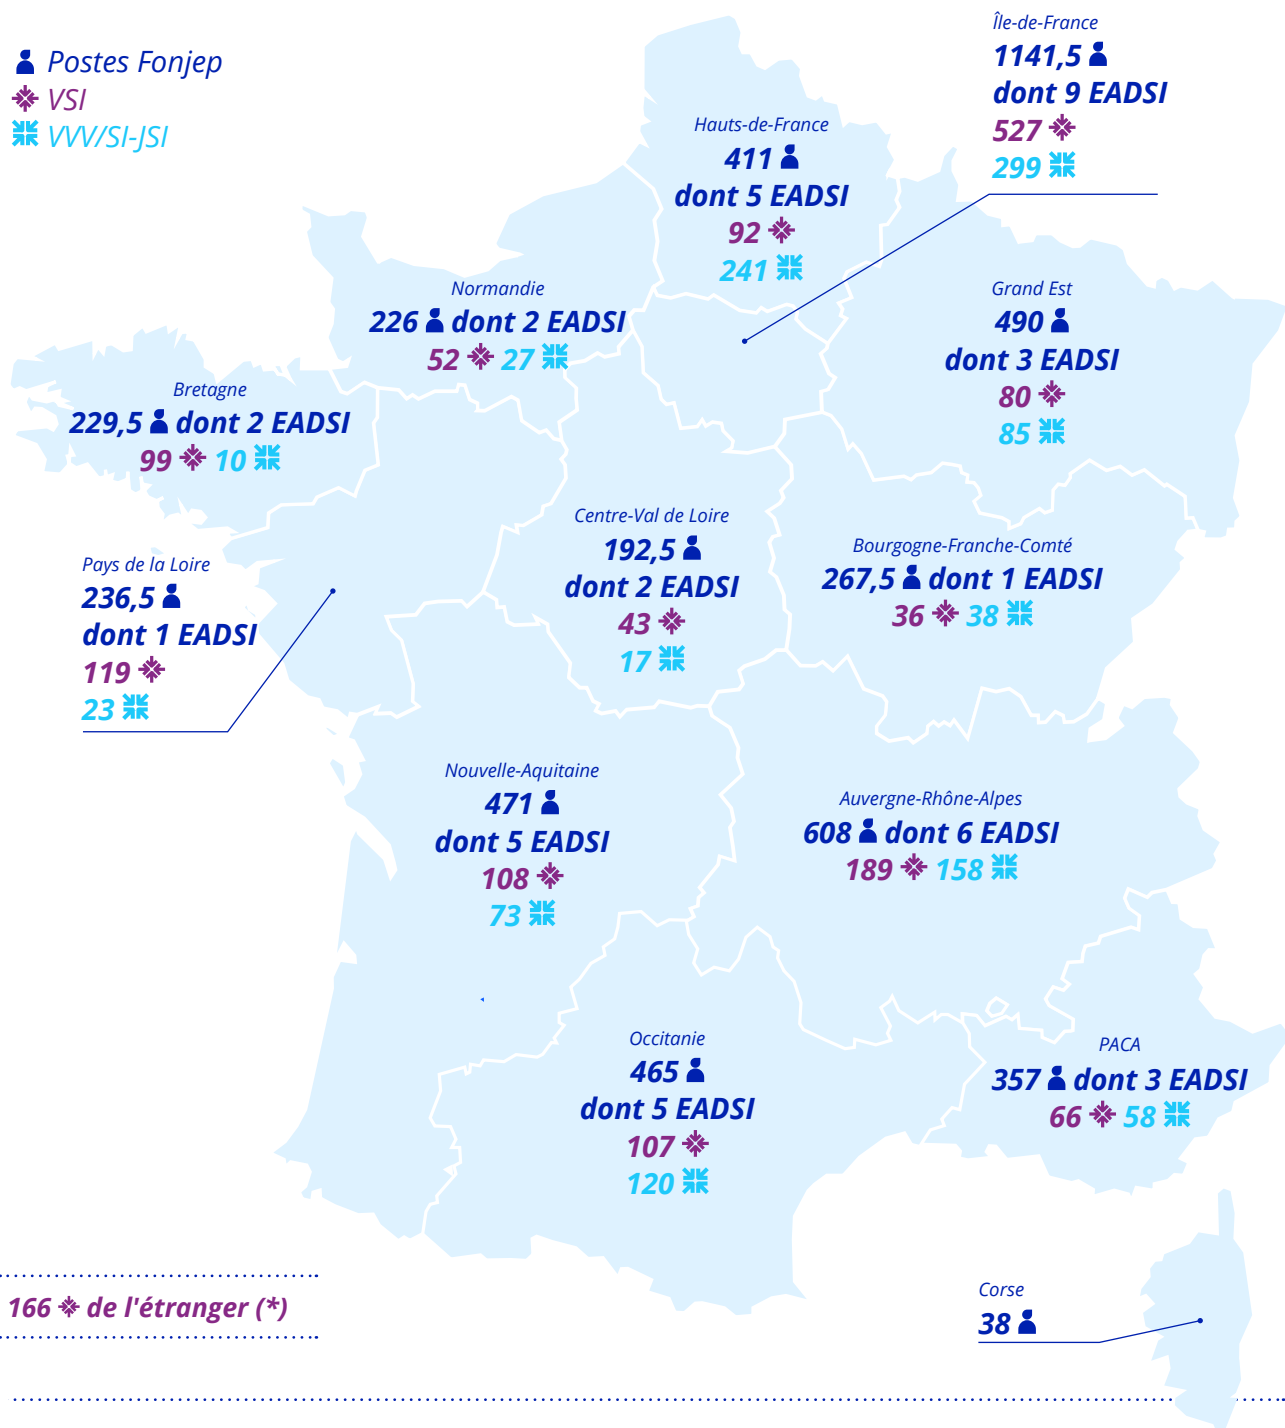 Postes Fonjep
VSI
VVV/SI-JSI
Île-de-France
1141,5
dont 9 EADSI
527
299
Hauts-de-France
411
dont 5 EADSI
92
241
Normandie
226 dont 2 EADSI
52 27
Grand Est
490
dont 3 EADSI
80
85
Bretagne
229,5 dont 2 EADSI
99 10
Centre-Val de Loire
192,5
dont 2 EADSI
43
17
Bourgogne-Franche-Comté
267,5 dont 1 EADSI
36 38
Pays de la Loire
236,5
dont 1 EADSI
119
23
Nouvelle-Aquitaine
471
dont 5 EADSI
108
73
Auvergne-Rhône-Alpes
608 dont 6 EADSI
189 158
Occitanie
465
dont 5 EADSI
107
120
PACA
357 dont 3 EADSI
66 58
166 de l'étranger (*)
Corse
38